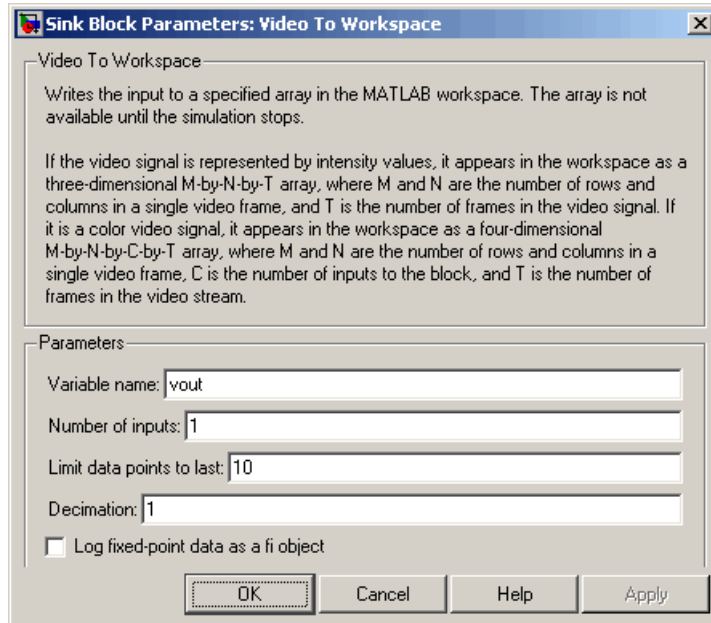 Sink Block Parameters: Video To Workspace
Video To Workspace
Writes the input to a specified array in the MATLAB workspace. The array is not
available until the simulation stops.
If the video signal is represented by intensity values, it appears in the workspace as a
three-dimensional M-by-N-by-T array, where M and N are the number of rows and
columns in a single video frame, and T is the number of frames in the video signal. If
it is a color video signal, it appears in the workspace as a four-dimensional
M-by-N-by-C-by-T array, where M and N are the number of rows and columns in a
single video frame, C is the number of inputs to the block, and T is the number of
frames in the video stream.
Parameters
Variable name: vout
Number of inputs: 1
Limit data points to last: 10
Decimation: 1
Log fixed-point data as a fi object
OK Cancel Help Apply